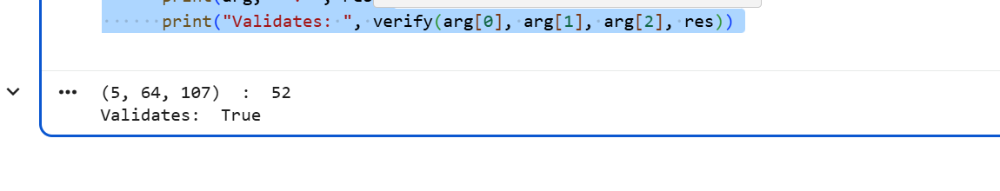 print("Validates: ", verify(arg[0], arg[1], arg[2], res))
(5, 64, 107)  :  52
Validates:  True